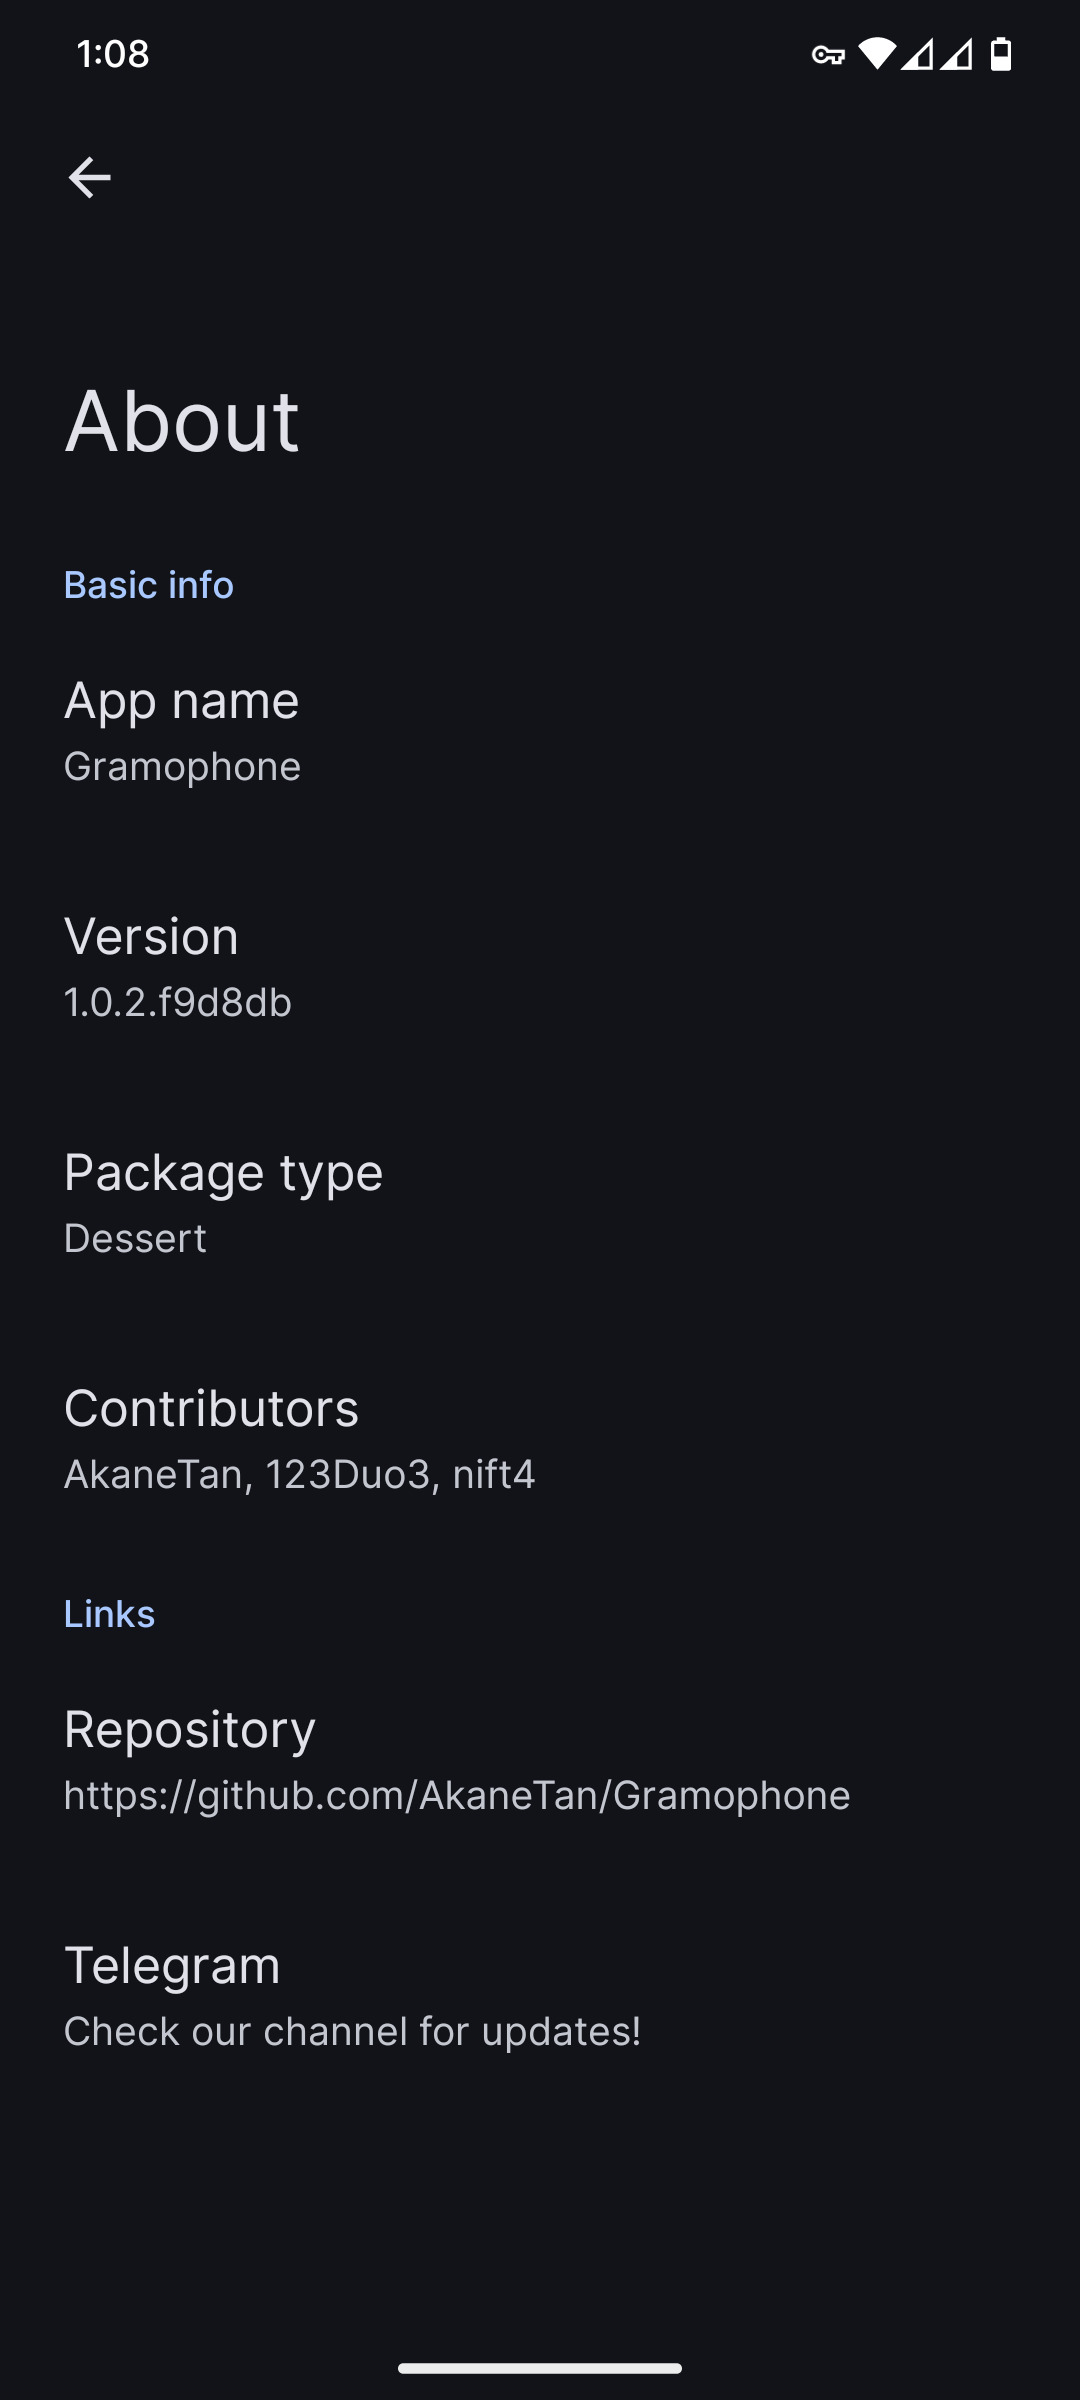 1:08
About
Basic info
App name
Gramophone
Version
1.0.2.f9d8db
Package type
Dessert
Contributors
AkaneTan, 123Duo3, nift4
Links
Repository
https://github.com/AkaneTan/Gramophone
Telegram
Check our channel for updates!